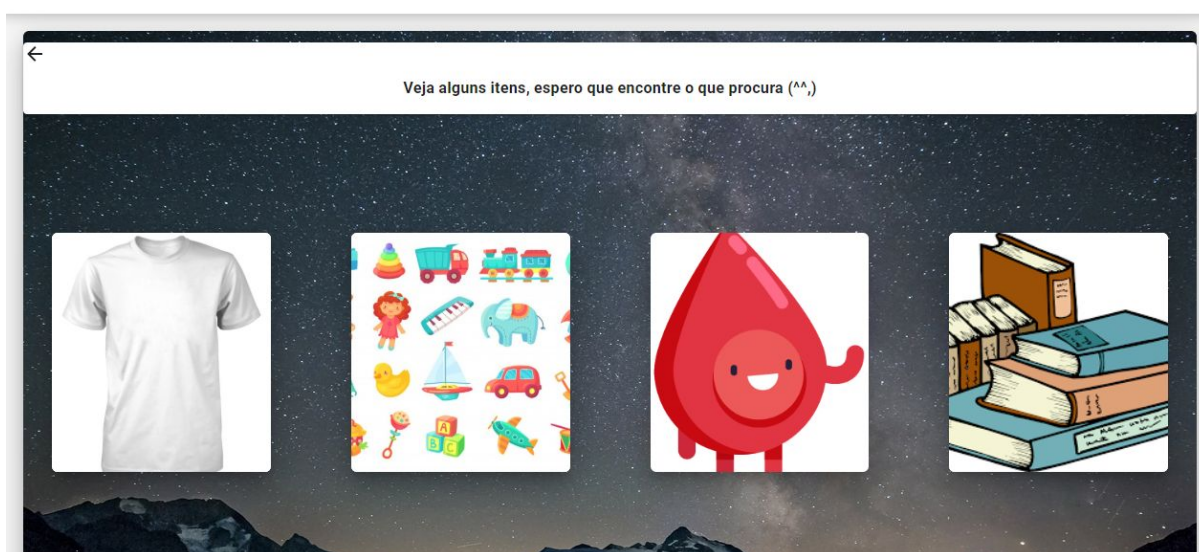 Veja alguns itens, espero que encontre o que procura (^^,)
A
B C